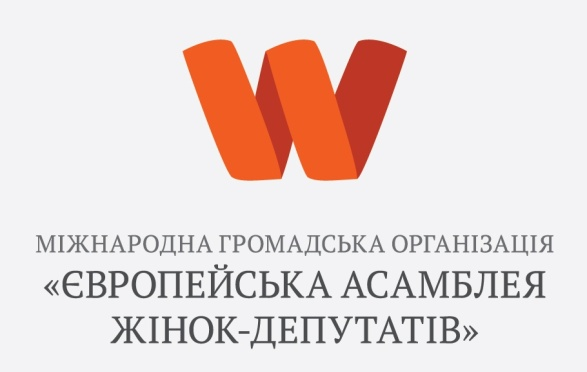 МІЖНАРОДНА ГРОМАДСЬКА ОРГАНІЗАЦІЯ
«ЄВРОПЕЙСЬКА АСАМБЛЕЯ
ЖІНОК-ДЕПУТАТІВ»